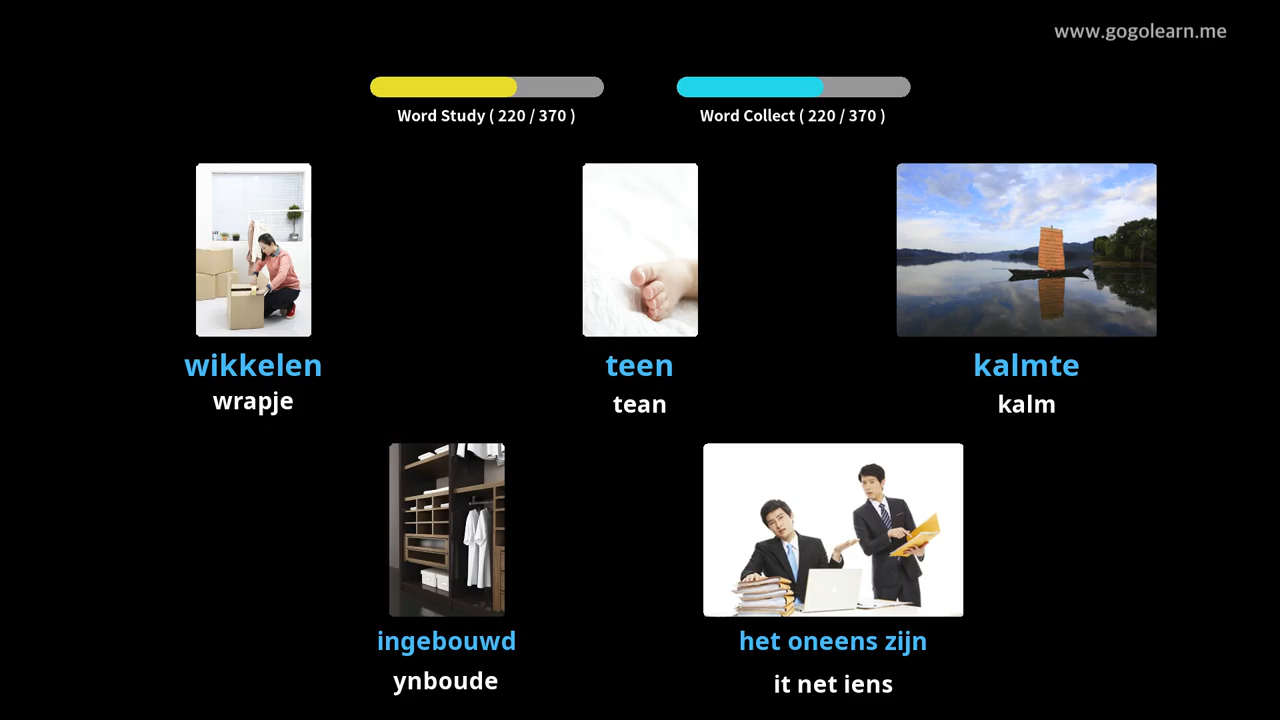 www.gogolearn.me
Word Study ( 220 / 370 )
Word Collect ( 220 / 370 )
wikkelen
wrapje
teen
tean
kalmte
kalm
ingebouwd
ynboude
het oneens zijn
it net iens